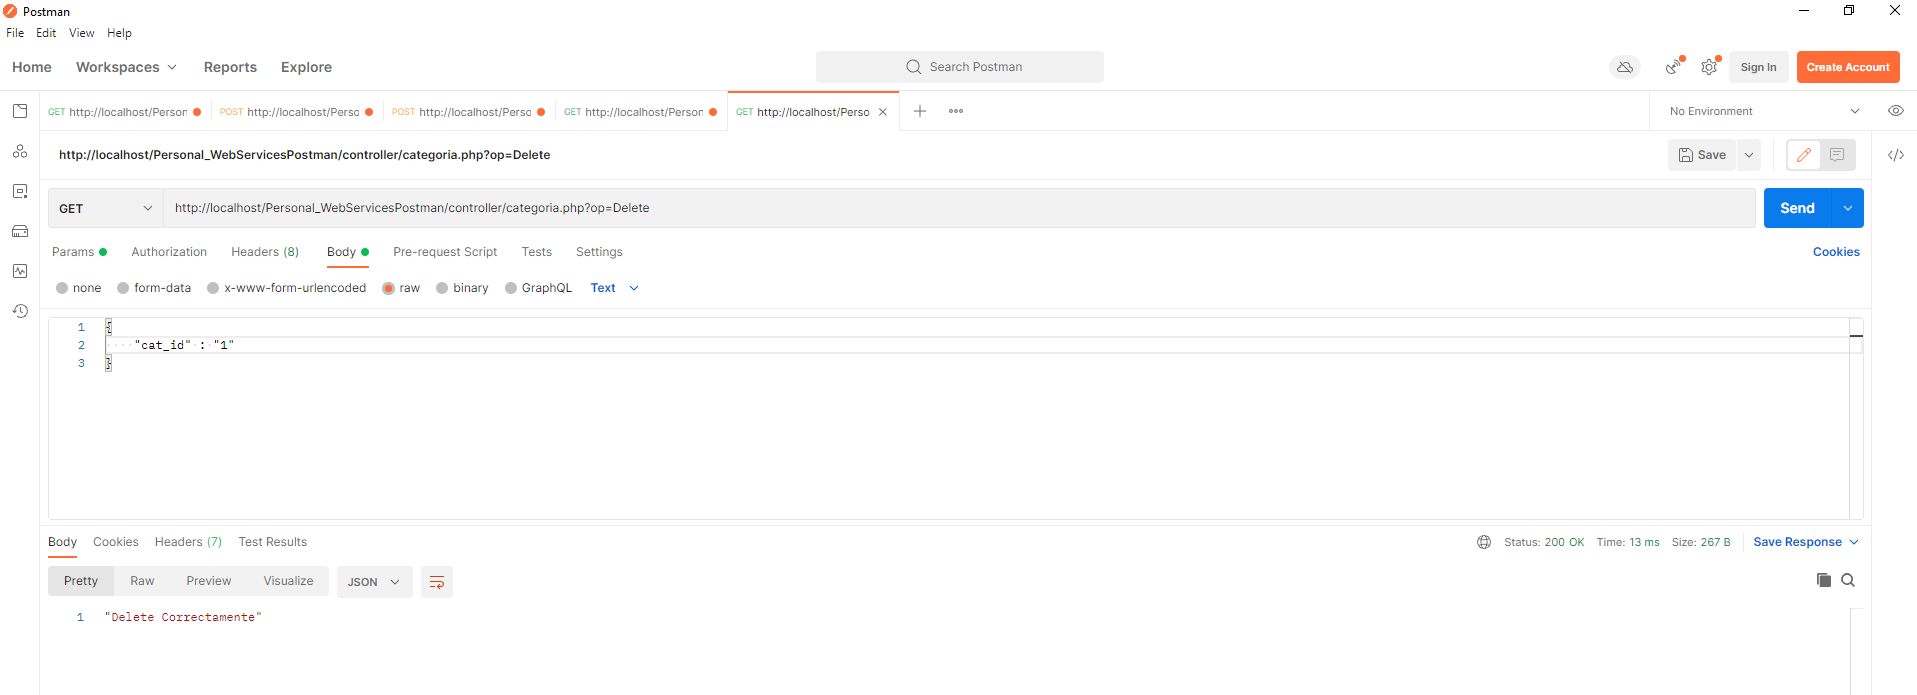 Postman
File Edit View Help
Home Workspaces Reports Explore Search Postman Sign In Create Account
GET http://localhost/Person POST http://localhost/Perso POST http://localhost/Perso GET http://localhost/Person GET http://localhost/Perso No Environment
http://localhost/Personal_WebServicesPostman/controller/categoria.php?op=Delete Save
GET http://localhost/Personal_WebServicesPostman/controller/categoria.php?op=Delete Send
Params Authorization Headers (8) Body Pre-request Script Tests Settings Cookies
none form-data x-www-form-urlencoded raw binary GraphQL Text
1 {
2 "cat_id" : "1"
3 }
Body Cookies Headers (7) Test Results Status: 200 OK Time: 13 ms Size: 267 B Save Response
Pretty Raw Preview Visualize JSON
1 "Delete Correctamente"